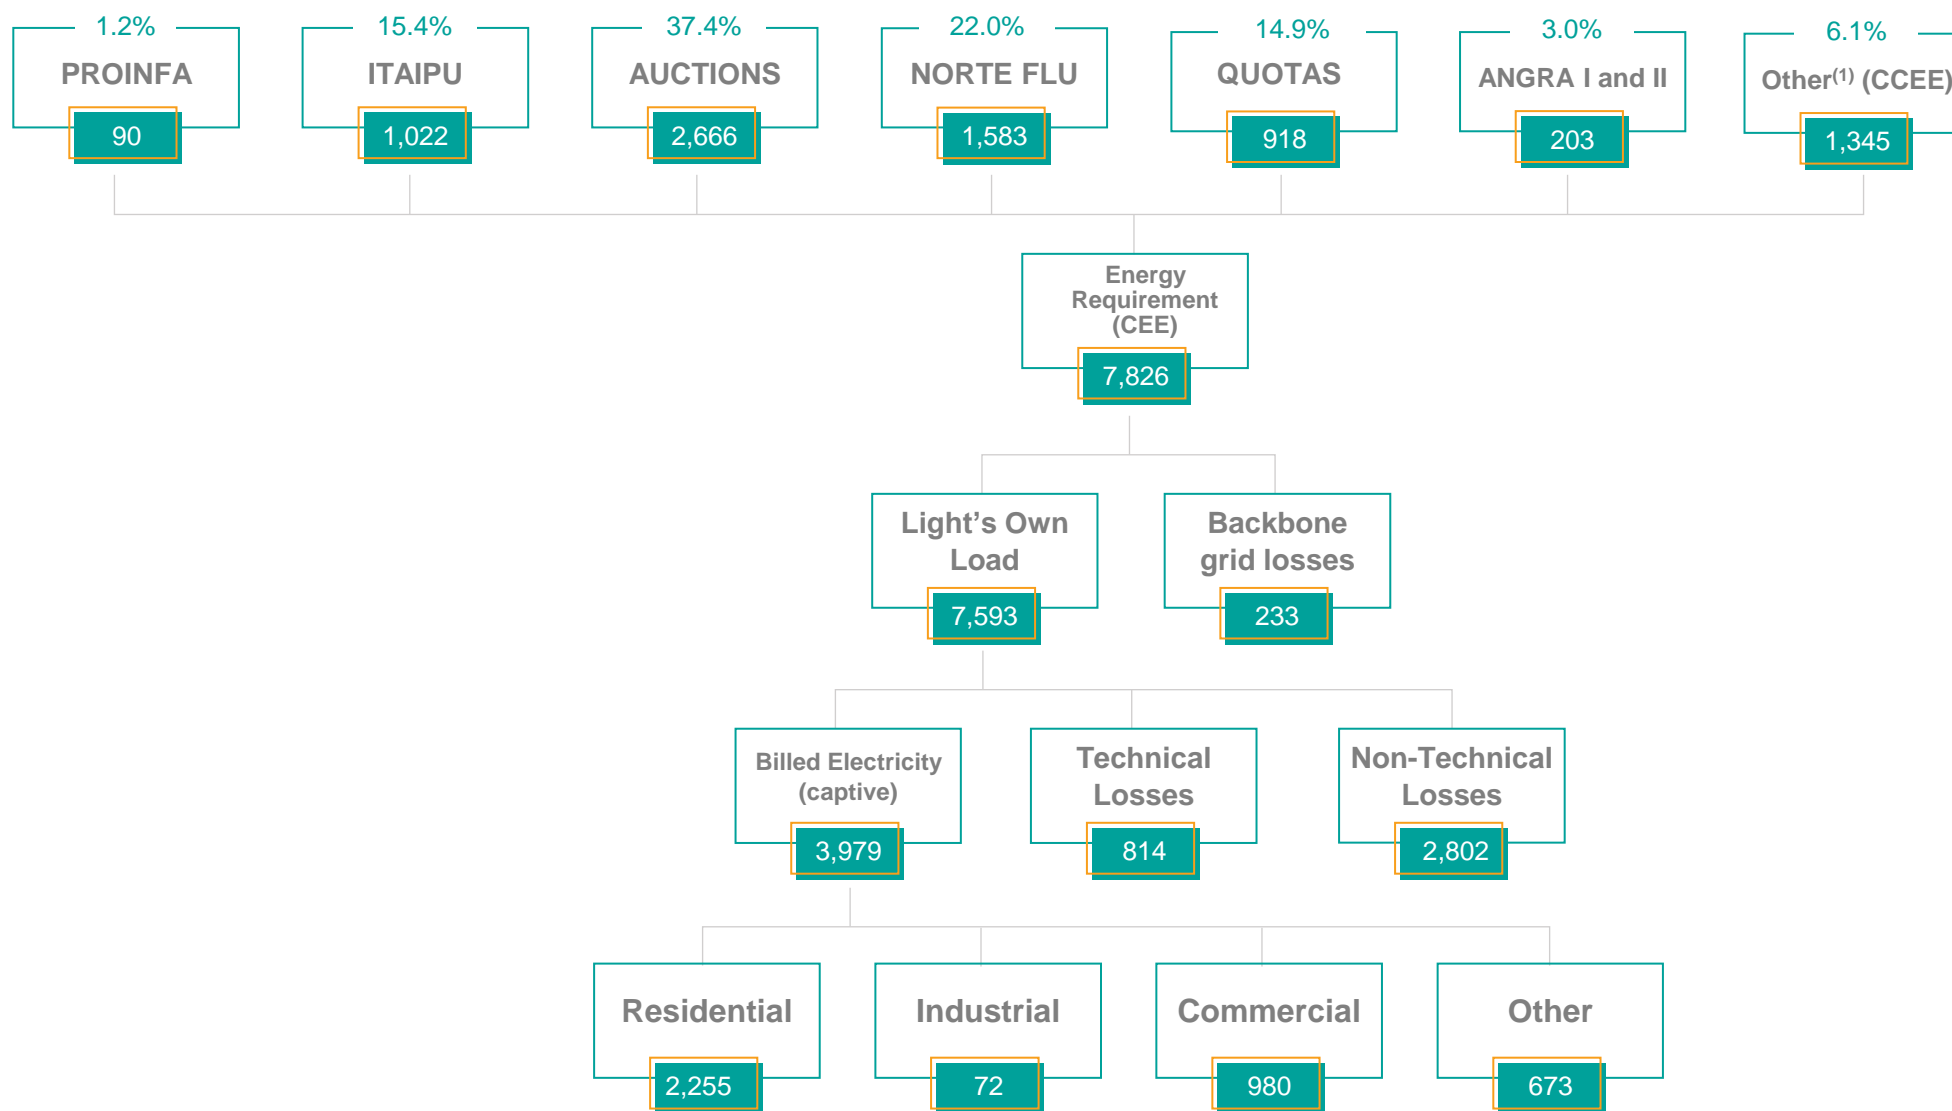 1.2%
15.4%
37.4%
22.0%
14.9%
3.0%
6.1%
PROINFA
ITAIPU
AUCTIONS
NORTE FLU
QUOTAS
ANGRA I and II
Other(1) (CCEE)
90
1,022
2,666
1,583
918
203
1,345
Energy
Requirement
(CEE)
7,826
Light’s Own
Load
7,593
Backbone
grid losses
233
Billed Electricity
(captive)
3,979
Technical
Losses
814
Non-Technical
Losses
2,802
Residential
2,255
Industrial
72
Commercial
980
Other
673